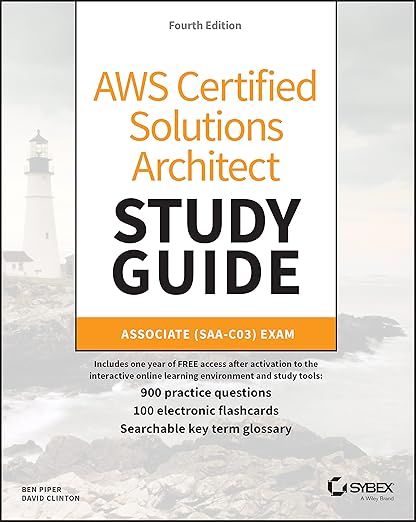 Fourth Edition
AWS Certified
Solutions
Architect
STUDY
GUIDE
ASSOCIATE (SAA-C03) EXAM
Includes one year of FREE access after activation to the
interactive online learning environment and study tools:
900 practice questions
100 electronic flashcards
Searchable key term glossary
BEN PIPER
DAVID CLINTON
SYBEX
A Wiley Brand